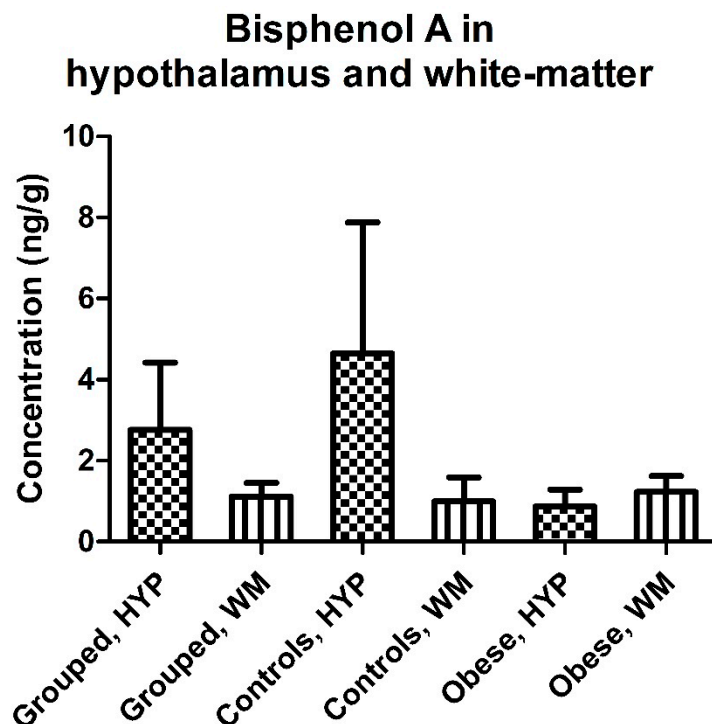 Bisphenol A in
hypothalamus and white-matter
Concentration (ng/g)
10
8
6
4
2
0
Grouped, HYP
Grouped, WM
Controls, HYP
Controls, WM
Obese, HYP
Obese, WM